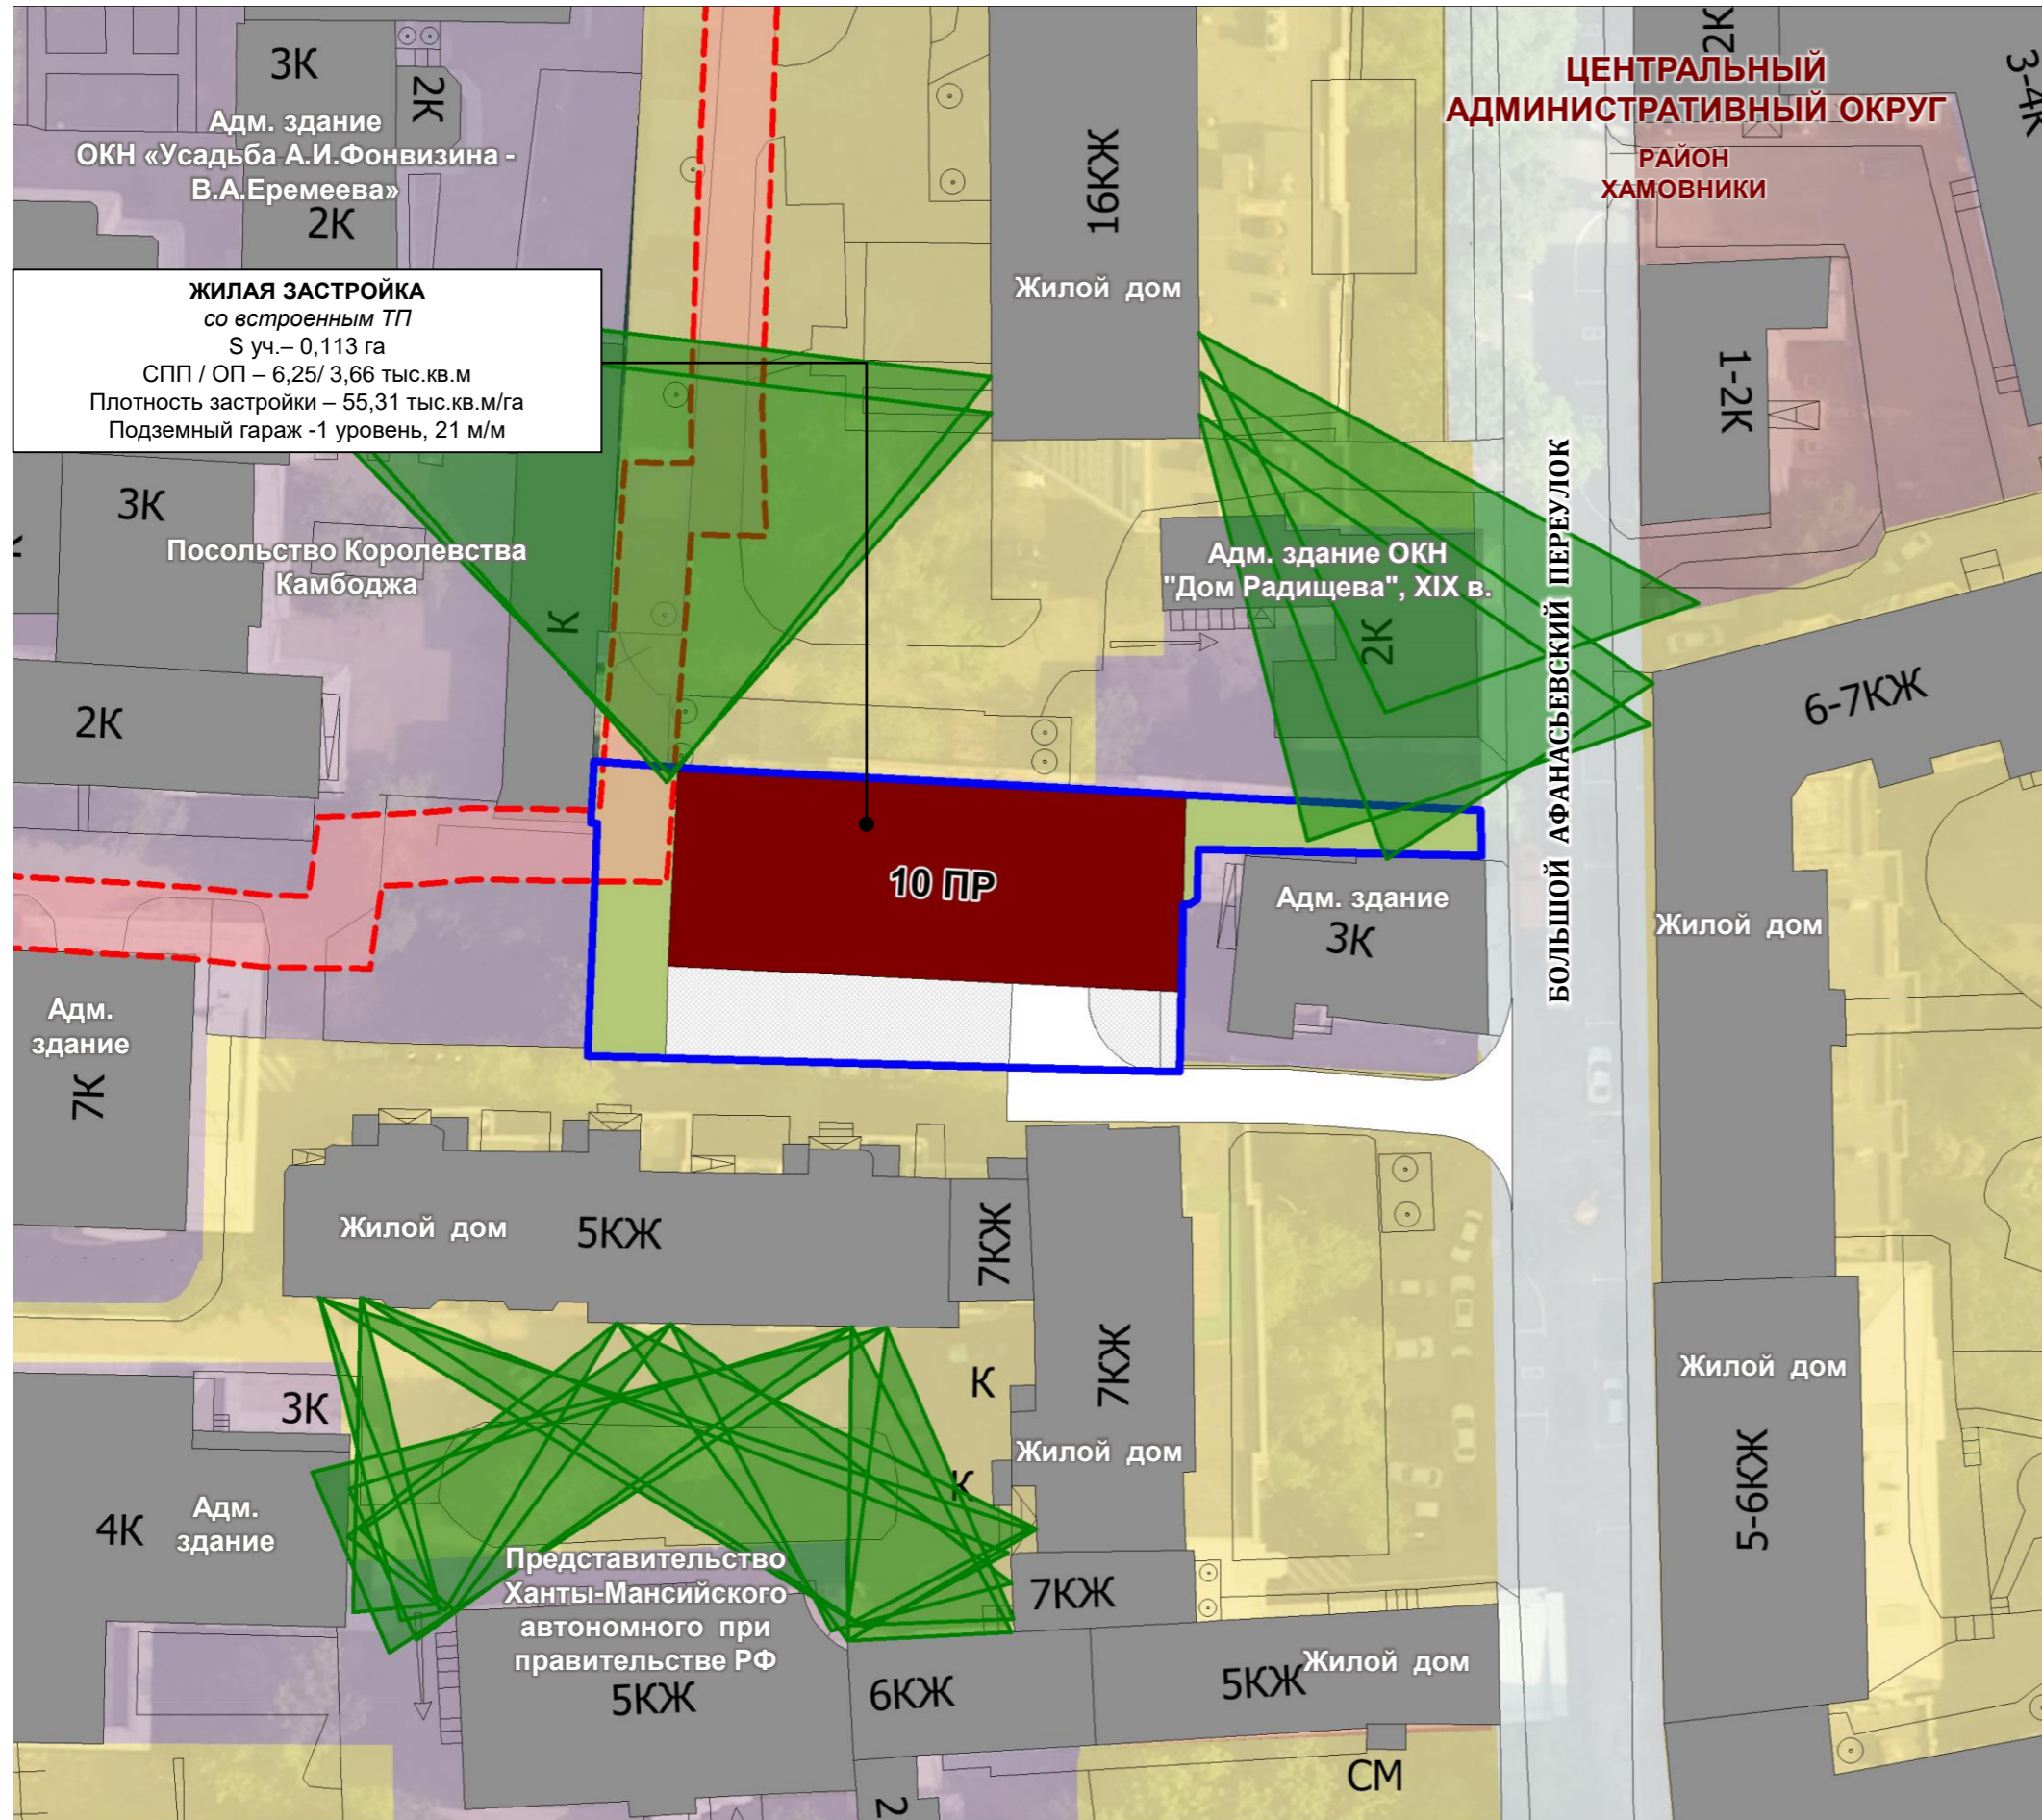 ЦЕНТРАЛЬНЫЙ
АДМИНИСТРАТИВНЫЙ ОКРУГ
РАЙОН
ХАМОВНИКИ
3К
2К
Адм. здание
ОКН «Усадьба А.И.Фонвизина -
В.А.Еремеева»
2К
16КЖ
Жилой дом
2К
3-4К
ЖИЛАЯ ЗАСТРОЙКА
со встроенным ТП
S уч.– 0,113 га
СПП / ОП – 6,25/ 3,66 тыс.кв.м
Плотность застройки – 55,31 тыс.кв.м/га
Подземный гараж -1 уровень, 21 м/м
1-2К
3К
Посольство Королевства
Камбоджа
К
Адм. здание ОКН
"Дом Радищева", XIX в.
2К
БОЛЬШОЙ АФАНАСЬЕВСКИЙ ПЕРЕУЛОК
6-7КЖ
2К
10 ПР
Адм. здание
3К
Жилой дом
Адм.
здание
7К
Жилой дом
5КЖ
7КЖ
7КЖ
Жилой дом
К
К
Жилой дом
5-6КЖ
3К
4К
Адм.
здание
Представительство
Ханты-Мансийского
автономного при
правительстве РФ
5КЖ
7КЖ
6КЖ
5КЖ
Жилой дом
СМ
2